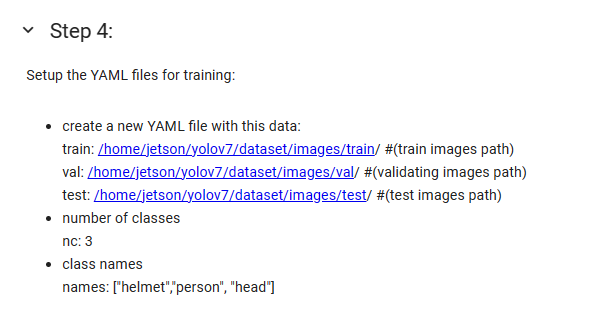 Step 4:
Setup the YAML files for training:
• create a new YAML file with this data:
train: /home/jetson/yolov7/dataset/images/train/ #(train images path)
val: /home/jetson/yolov7/dataset/images/val/ #(validating images path)
test: /home/jetson/yolov7/dataset/images/test/ #(test images path)
• number of classes
nc: 3
• class names
names: ["helmet","person", "head"]